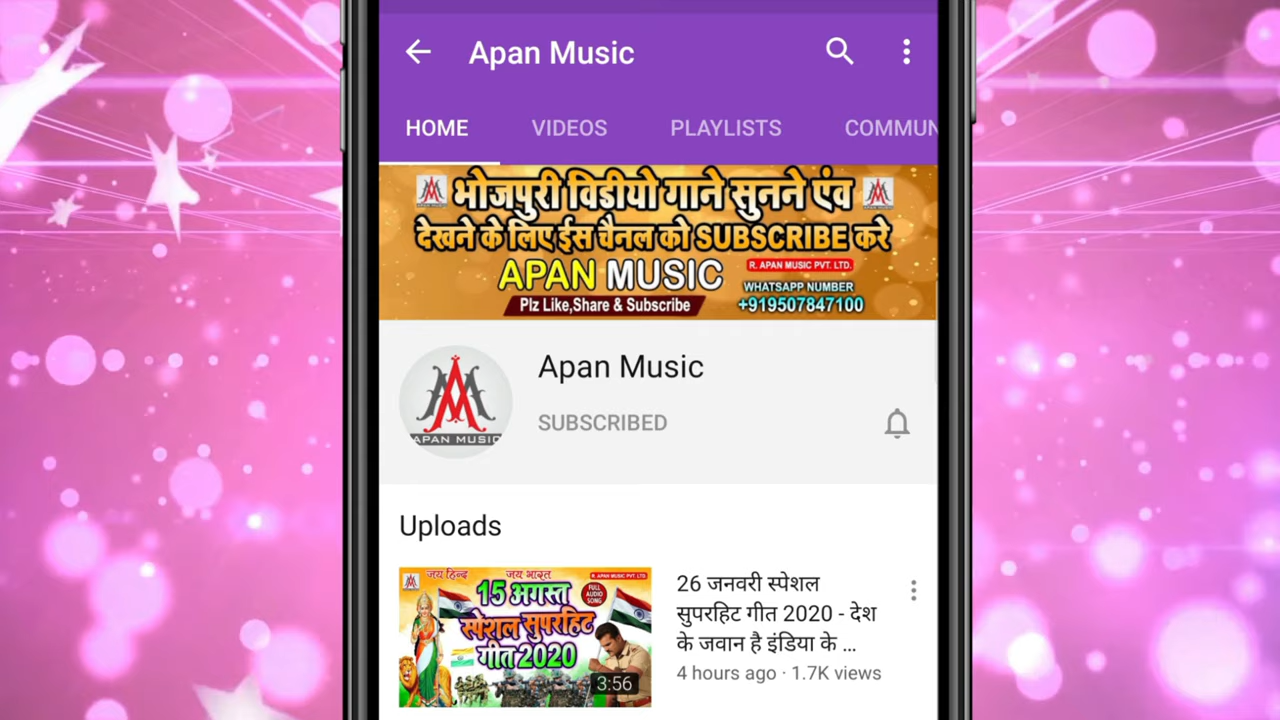 Apan Music
HOME VIDEOS PLAYLISTS COMMUN
भोजपुरी विडीयो गाने सुनने एंव
देखने के लिए ईस चैनल को SUBSCRIBE करे
APAN MUSIC
R. APAN MUSIC PVT. LTD.
WHATSAPP NUMBER
Plz Like,Share & Subscribe
+919507847100
Apan Music
SUBSCRIBED
APAN MUSIC
Uploads
जय हिन्द जय भारत
R. APAN MUSIC PVT. LTD
15 अगस्त
FULL AUDIO SONG
स्पेशल सुपरहिट
गीत 2020
3:56
26 जनवरी स्पेशल
सुपरहिट गीत 2020 - देश
के जवान है इंडिया के ...
4 hours ago · 1.7K views